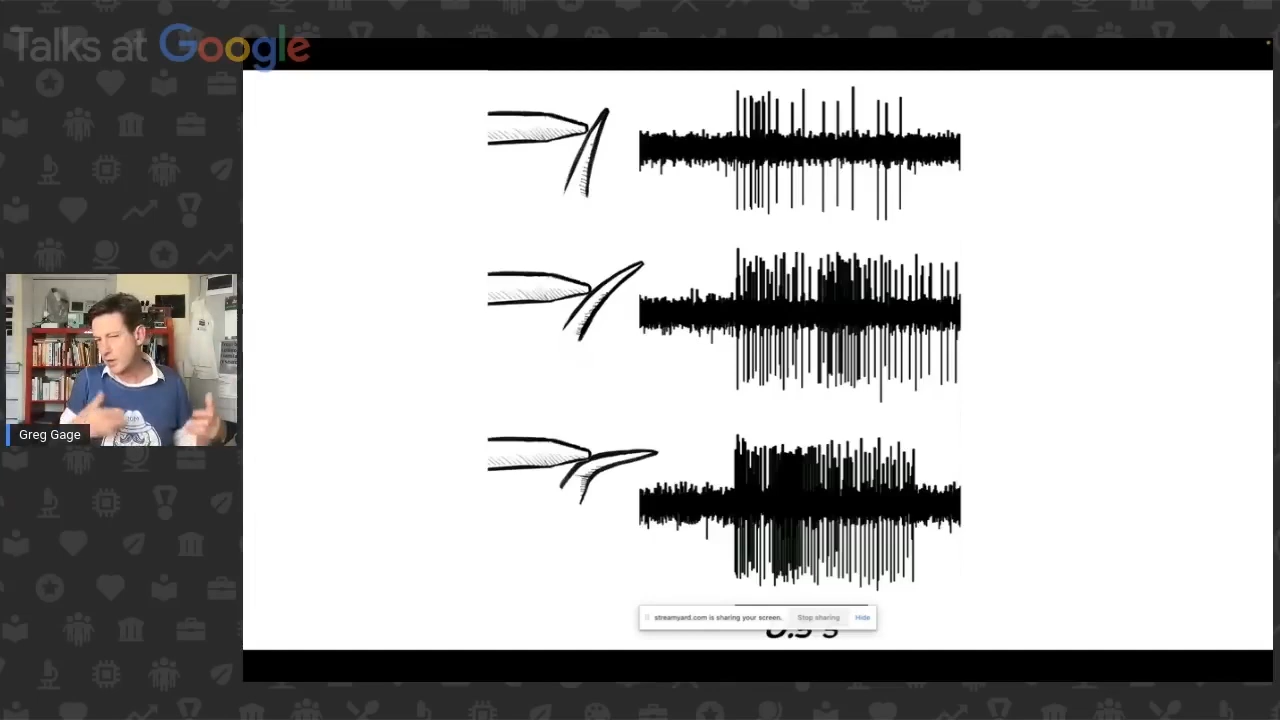 Talks at Google
Greg Gage
streamyard.com is sharing your screen. Stop sharing Hide